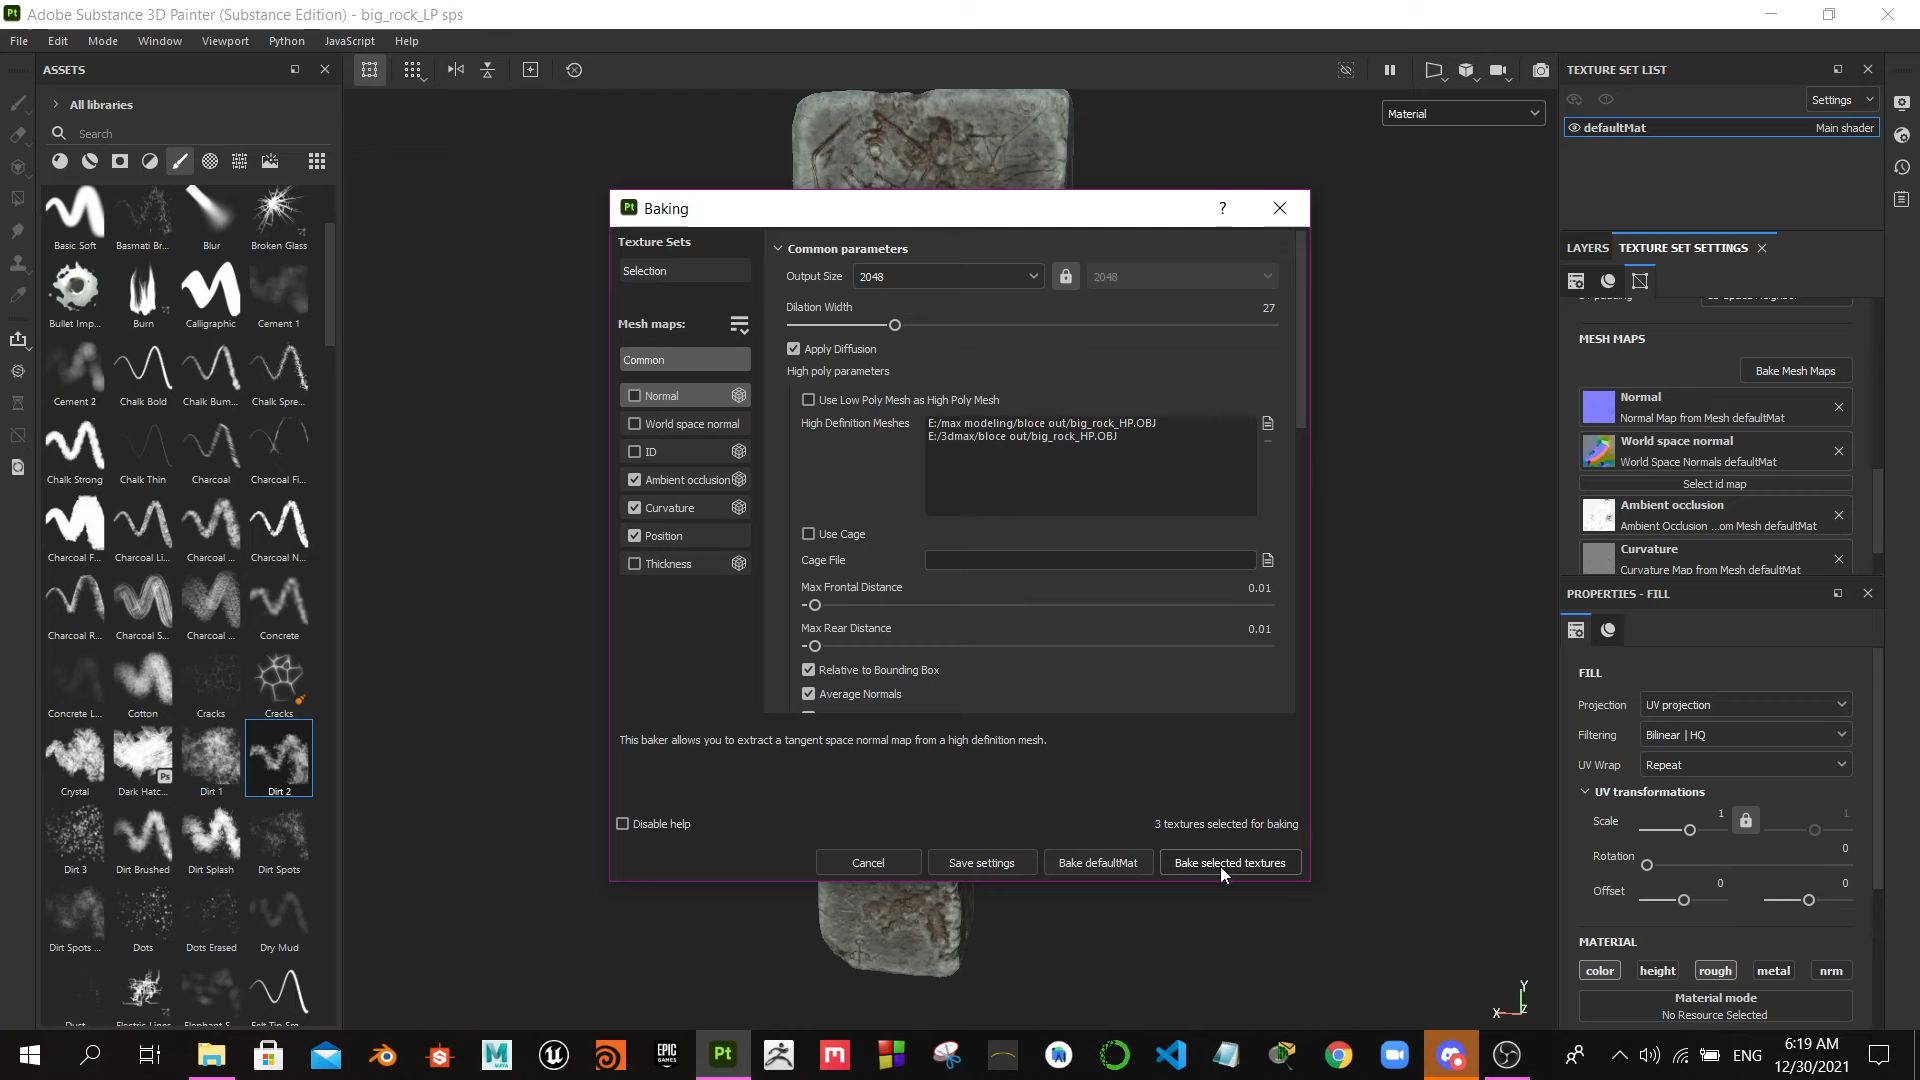 Adobe Substance 3D Painter (Substance Edition) - big_rock_LP sps
File Edit Mode Window Viewport Python JavaScript Help
ASSETS
All libraries
Search
Basic Soft Basmati Br... Blur Broken Glass
Bullet Imp... Burn Calligraphic Cement 1
Cement 2 Chalk Bold Chalk Bum... Chalk Spre...
Chalk Strong Chalk Thin Charcoal Charcoal Fi...
Charcoal F... Charcoal Li... Charcoal ... Charcoal N...
Charcoal R... Charcoal S... Charcoal ... Concrete
Concrete L... Cotton Cracks Cracks
Crystal Dark Hatc... Dirt 1 Dirt 2
Ps
Dirt 3 Dirt Brushed Dirt Splash Dirt Spots
Dirt Spots ... Dots Dots Erased Dry Mud
Material
Pt Baking ?
Texture Sets
Selection
Mesh maps:
Common
Normal
World space normal
ID
Ambient occlusion
Curvature
Position
Thickness
Common parameters
Output Size 2048 2048
Dilation Width 27
Apply Diffusion
High poly parameters
Use Low Poly Mesh as High Poly Mesh
High Definition Meshes E:/max modeling/bloce out/big_rock_HP.OBJ
E:/3dmax/bloce out/big_rock_HP.OBJ
Use Cage
Cage File
Max Frontal Distance 0.01
Max Rear Distance 0.01
Relative to Bounding Box
Average Normals
This baker allows you to extract a tangent space normal map from a high definition mesh.
Disable help 3 textures selected for baking
Cancel Save settings Bake defaultMat Bake selected textures
Y
X Z
TEXTURE SET LIST
Settings
defaultMat Main shader
LAYERS TEXTURE SET SETTINGS
MESH MAPS
Bake Mesh Maps
Normal
Normal Map from Mesh defaultMat
World space normal
World Space Normals defaultMat
Select id map
Ambient occlusion
Ambient Occlusion ...om Mesh defaultMat
Curvature
Curvature Map from Mesh defaultMat
PROPERTIES - FILL
FILL
Projection UV projection
Filtering Bilinear | HQ
UV Wrap Repeat
UV transformations
Scale 1 1
Rotation 0
Offset 0 0
MATERIAL
color height rough metal nrm
Material mode
No Resource Selected
MAYA EPIC GAMES Pt
ENG 6:19 AM
12/30/2021